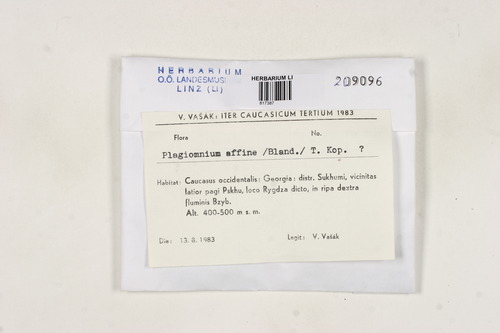 HERBARIUM
O.Ö. LANDESMUS
LINZ (LI)
HERBARIUM LI
817387
209096
V. VAŠÁK: ITER CAUCASICUM TERTIUM 1983
Flora
No.
Plagiomnium affine /Bland./ T. Kop. ?
Habitat: Caucasus occidentalis: Georgia: distr. Sukhumi, vicinitas
latior pagi Pskhu, loco Rygdza dicto, in ripa dextra
fluminis Bzyb.
Alt. 400-500 m s. m.
Die: 13. 8. 1983
Legit: V. Vašák